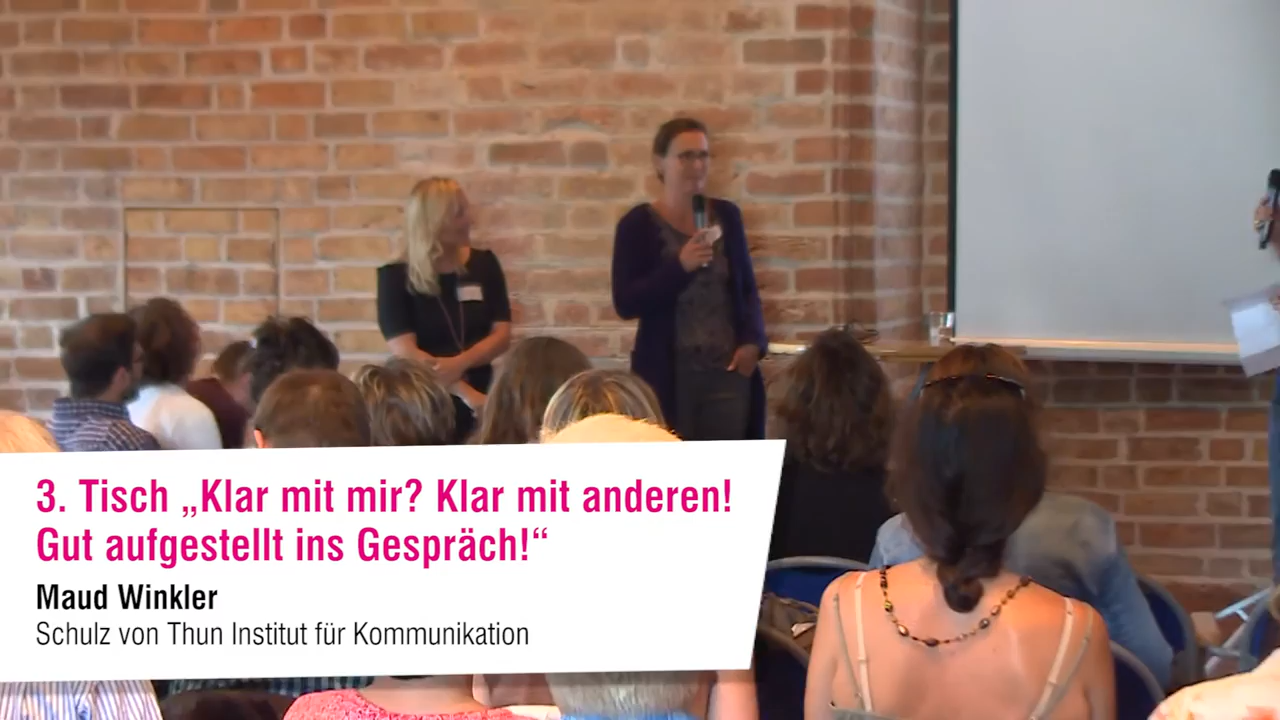 3. Tisch „Klar mit mir? Klar mit anderen!
Gut aufgestellt ins Gespräch!“
Maud Winkler
Schulz von Thun Institut für Kommunikation